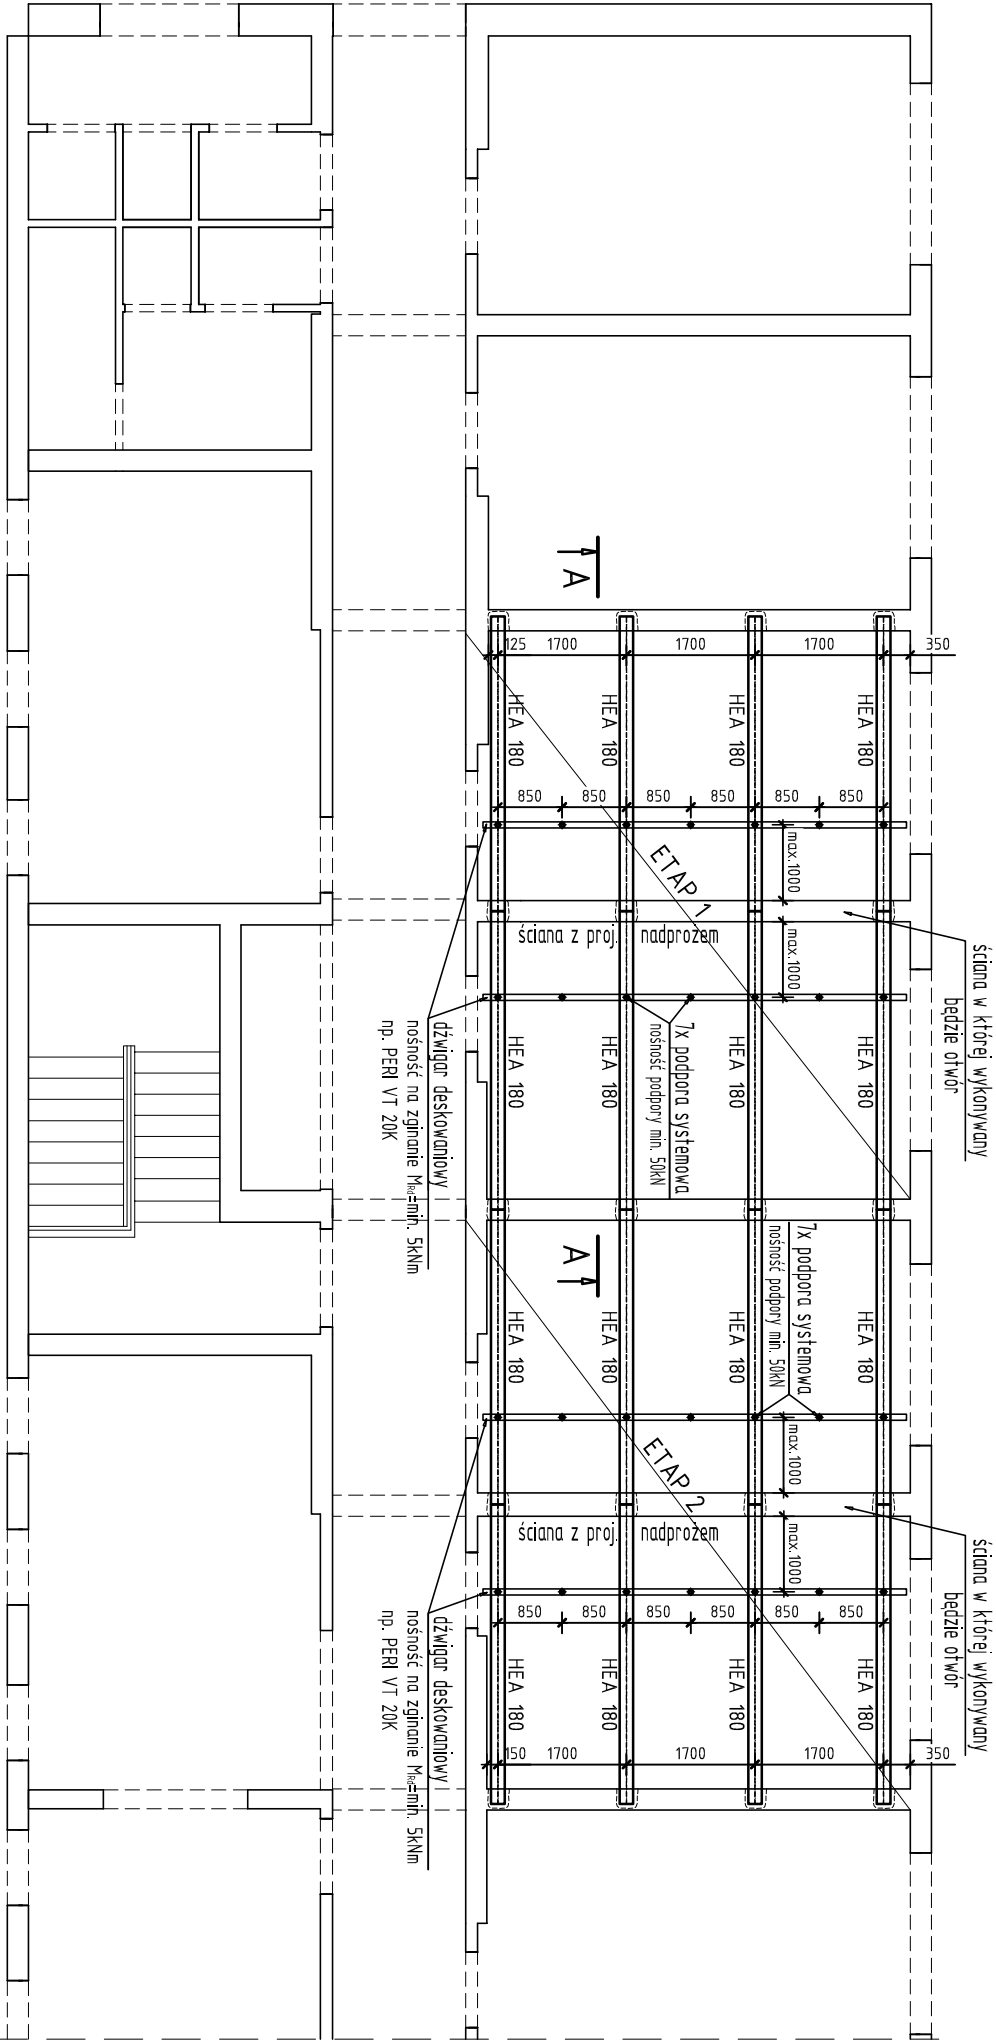 A
125
1700
1700
1700
350
HEA 180
HEA 180
HEA 180
HEA 180
850
850
850
850
850
850
max.1000
ETAP 1
ściana z proj. nadprożem
max.1000
ściana w której wykonywany
będzie otwór
7x podpora systemowa
nośność podpory min. 50kN
dźwigar deskowaniowy
nośność na zginanie MRd=min. 5kNm
np. PERI VT 20K
HEA 180
HEA 180
HEA 180
HEA 180
A
7x podpora systemowa
nośność podpory min. 50kN
HEA 180
HEA 180
HEA 180
HEA 180
max.1000
ETAP 2
ściana z proj. nadprożem
max.1000
ściana w której wykonywany
będzie otwór
850
850
850
850
850
850
dźwigar deskowaniowy
nośność na zginanie MRd=min. 5kNm
np. PERI VT 20K
HEA 180
HEA 180
HEA 180
HEA 180
150
1700
1700
1700
350